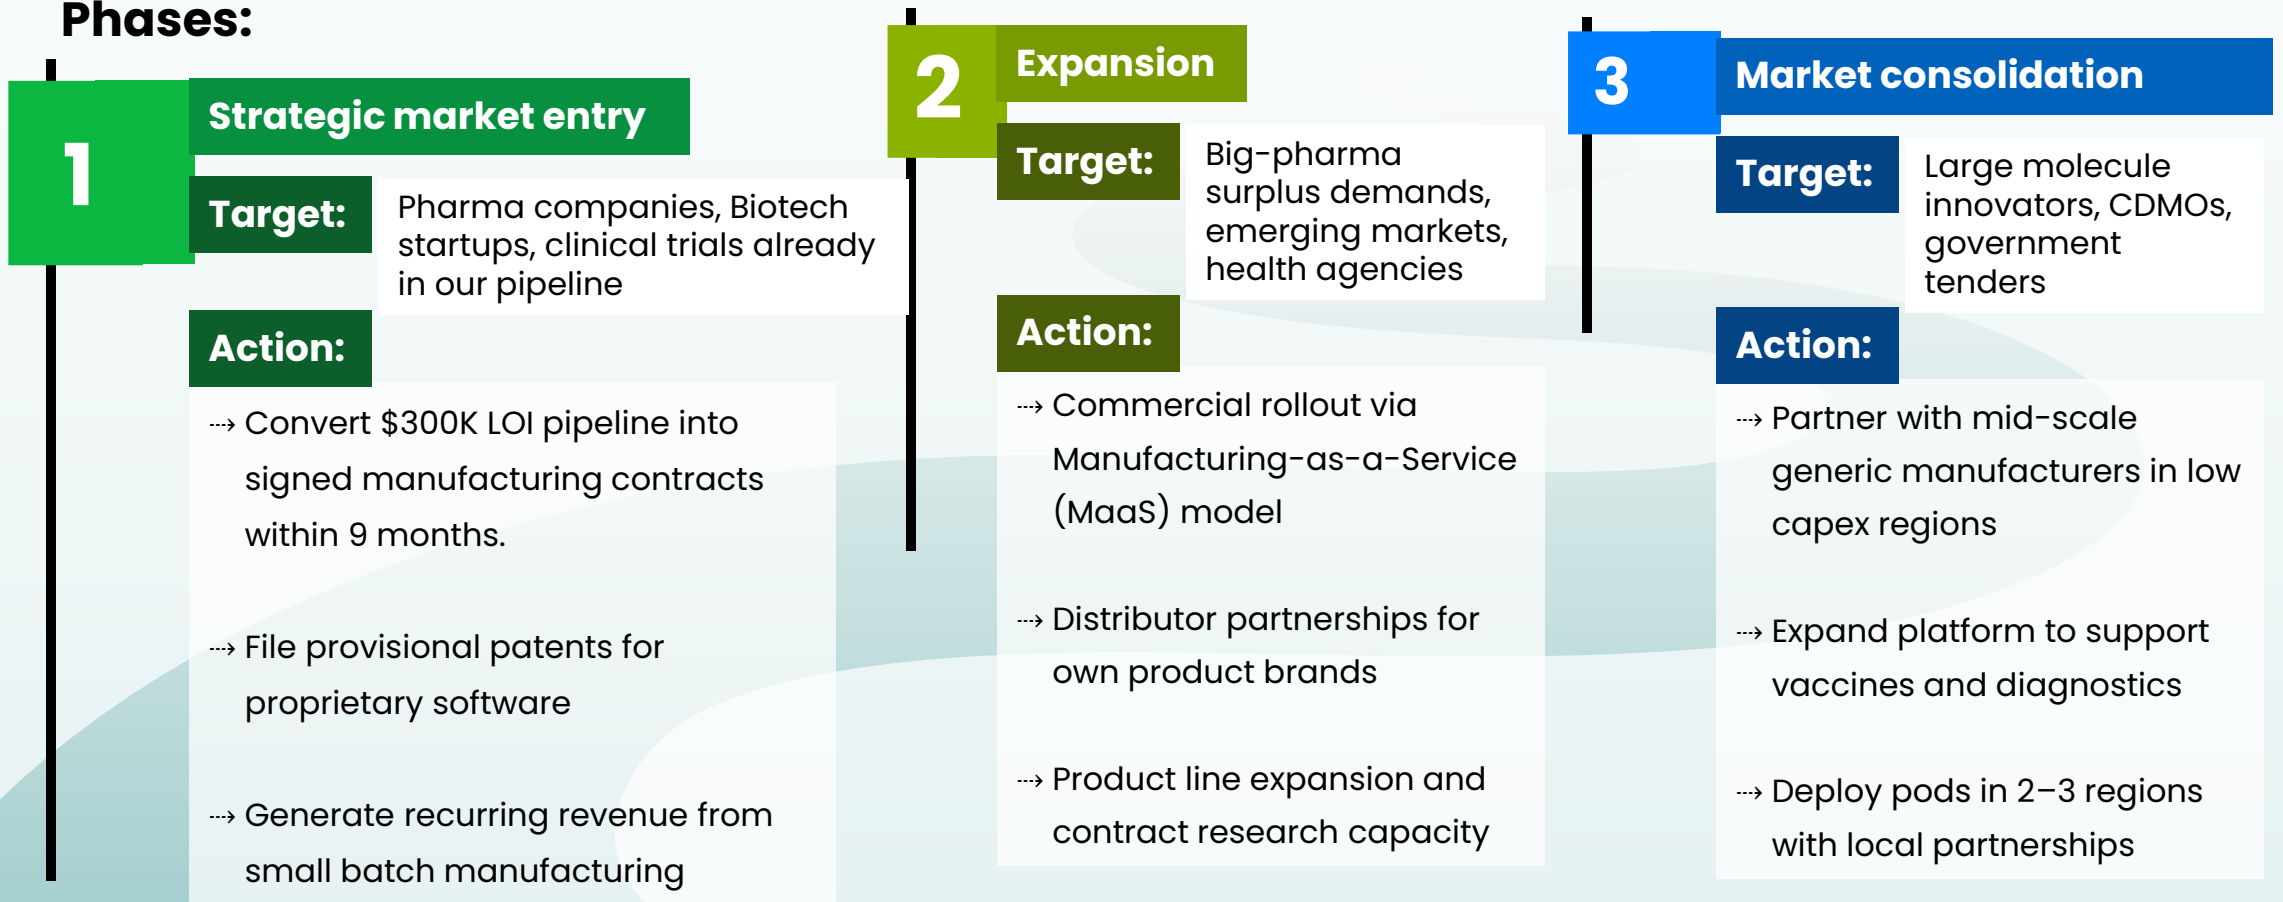 Phases:
1
Strategic market entry
Target:
Pharma companies, Biotech
startups, clinical trials already
in our pipeline
Action:
⤍ Convert $300K LOI pipeline into
signed manufacturing contracts
within 9 months.
⤍ File provisional patents for
proprietary software
⤍ Generate recurring revenue from
small batch manufacturing
2
Expansion
Target:
Big-pharma
surplus demands,
emerging markets,
health agencies
Action:
⤍ Commercial rollout via
Manufacturing-as-a-Service
(MaaS) model
⤍ Distributor partnerships for
own product brands
⤍ Product line expansion and
contract research capacity
3
Market consolidation
Target:
Large molecule
innovators, CDMOs,
government
tenders
Action:
⤍ Partner with mid-scale
generic manufacturers in low
capex regions
⤍ Expand platform to support
vaccines and diagnostics
⤍ Deploy pods in 2–3 regions
with local partnerships